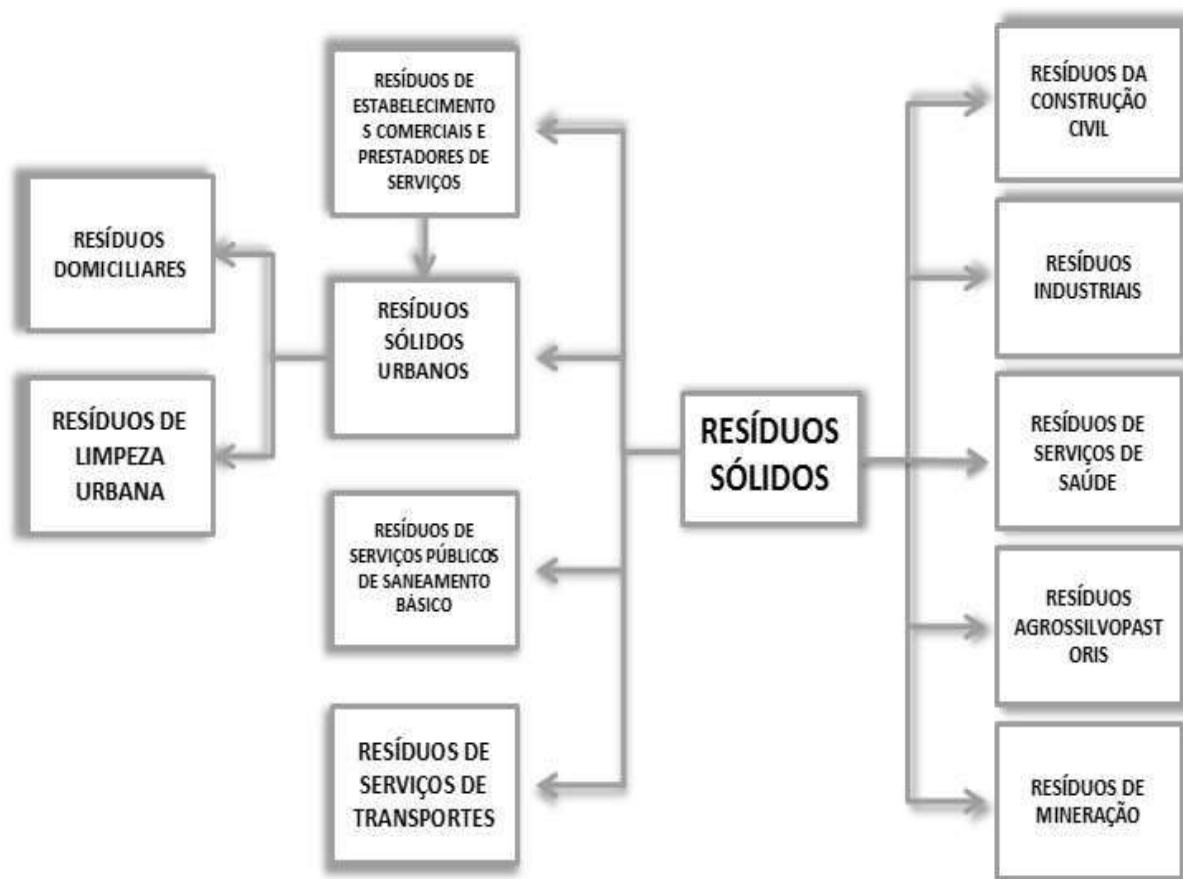 RESÍDUOS DE
ESTABELECIMENTO
S COMERCIAIS E
PRESTADORES DE
SERVIÇOS
RESÍDUOS
DOMICILIARES
RESÍDUOS
SÓLIDOS
URBANOS
RESÍDUOS DE
LIMPEZA
URBANA
RESÍDUOS DE
SERVIÇOS PÚBLICOS
DE SANEAMENTO
BÁSICO
RESÍDUOS DE
SERVIÇOS DE
TRANSPORTES
RESÍDUOS
SÓLIDOS
RESÍDUOS DA
CONSTRUÇÃO
CIVIL
RESÍDUOS
INDUSTRIAIS
RESÍDUOS DE
SERVIÇOS DE
SAÚDE
RESÍDUOS
AGROSSILVOPAST
ORIS
RESÍDUOS DE
MINERAÇÃO